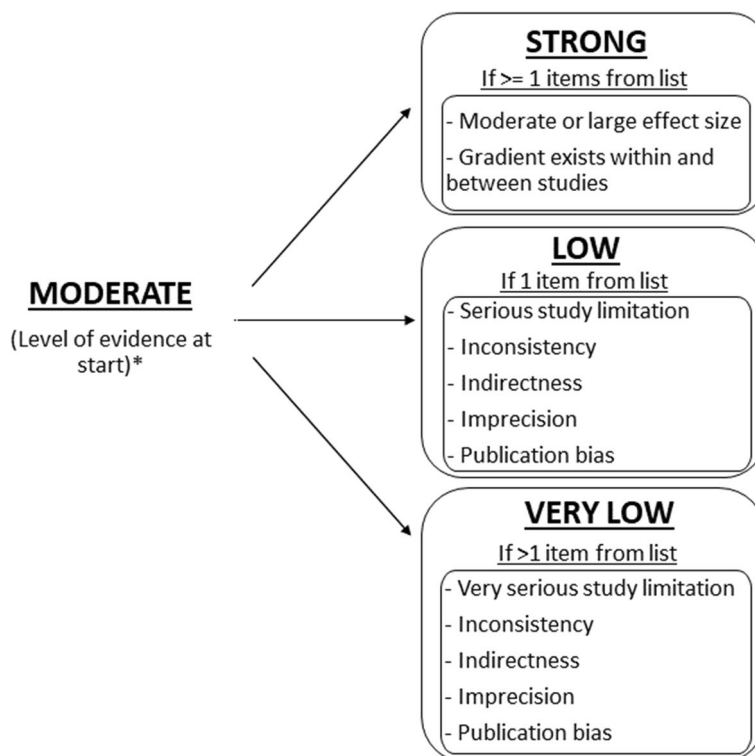 STRONG
If >= 1 items from list
- Moderate or large effect size
- Gradient exists within and
between studies
MODERATE
(Level of evidence at
start)*
LOW
If 1 item from list
- Serious study limitation
- Inconsistency
- Indirectness
- Imprecision
- Publication bias
VERY LOW
If >1 item from list
- Very serious study limitation
- Inconsistency
- Indirectness
- Imprecision
- Publication bias